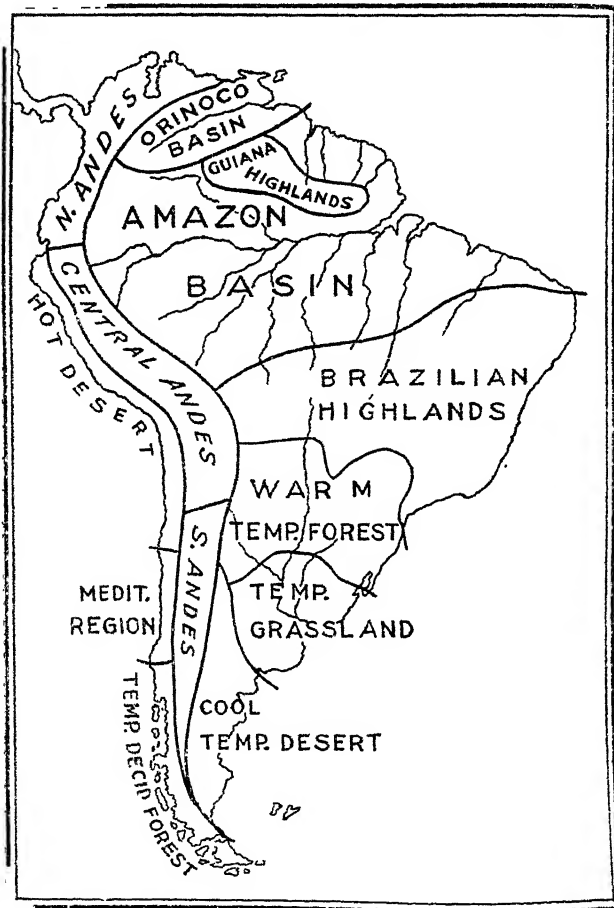 N. ANDES
ORINOCO
BASIN
GUIANA
HIGHLANDS
AMAZON
BASIN
CENTRAL ANDES
HOT DESERT
BRAZILIAN
HIGHLANDS
WARM
TEMP. FOREST
S. ANDES
MEDIT.
REGION
TEMP.
GRASSLAND
COOL
TEMP. DESERT
TEMP. DECID FOREST